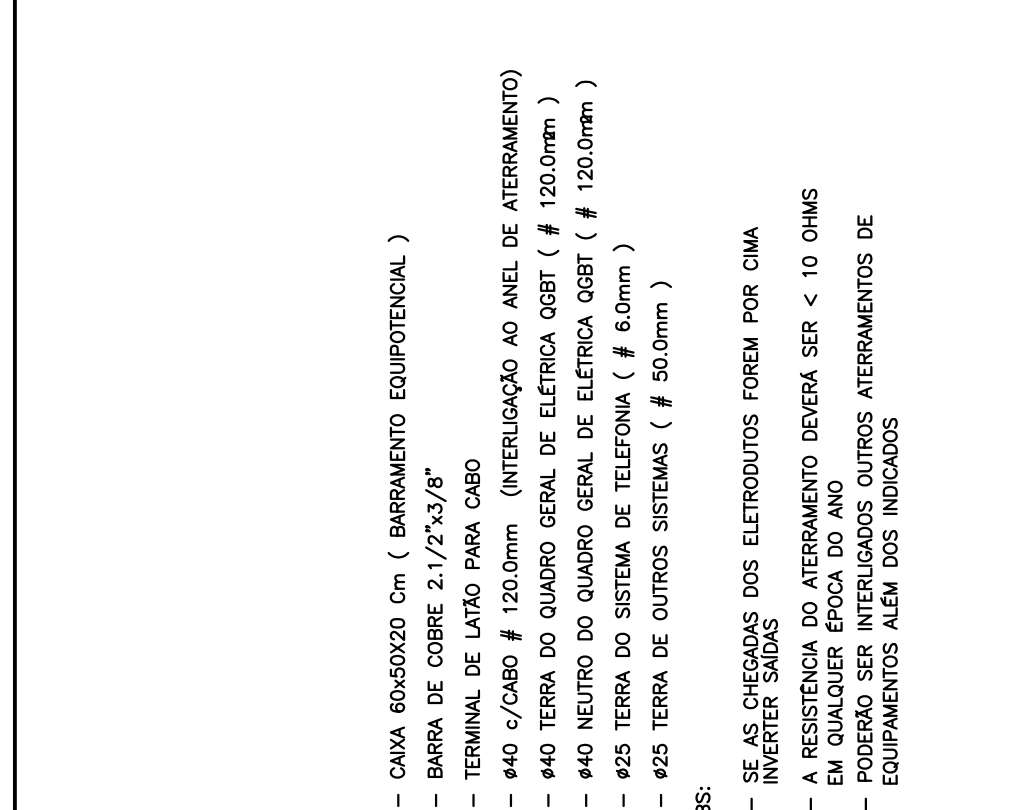 – CAIXA 60x50X20 Cm ( BARRAMENTO EQUIPOTENCIAL )
– BARRA DE COBRE 2.1/2"x3/8"
– TERMINAL DE LATÃO PARA CABO
– ø40 c/CABO # 120.0mm (INTERLIGAÇÃO AO ANEL DE ATERRAMENTO)
– ø40 TERRA DO QUADRO GERAL DE ELÉTRICA QGBT ( # 120.0mm² )
– ø40 NEUTRO DO QUADRO GERAL DE ELÉTRICA QGBT ( # 120.0mm² )
– ø25 TERRA DO SISTEMA DE TELEFONIA ( # 6.0mm )
– ø25 TERRA DE OUTROS SISTEMAS ( # 50.0mm )
BS:
– SE AS CHEGADAS DOS ELETRODUTOS FOREM POR CIMA
INVERTER SAÍDAS
– A RESISTÊNCIA DO ATERRAMENTO DEVERÁ SER < 10 OHMS
EM QUALQUER ÉPOCA DO ANO
– PODERÃO SER INTERLIGADOS OUTROS ATERRAMENTOS DE
EQUIPAMENTOS ALÉM DOS INDICADOS